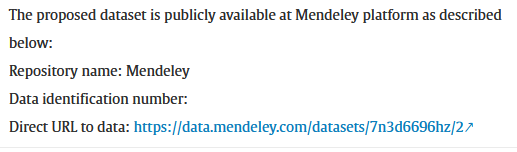 The proposed dataset is publicly available at Mendeley platform as described
below:
Repository name: Mendeley
Data identification number:
Direct URL to data: https://data.mendeley.com/datasets/7n3d6696hz/2↗